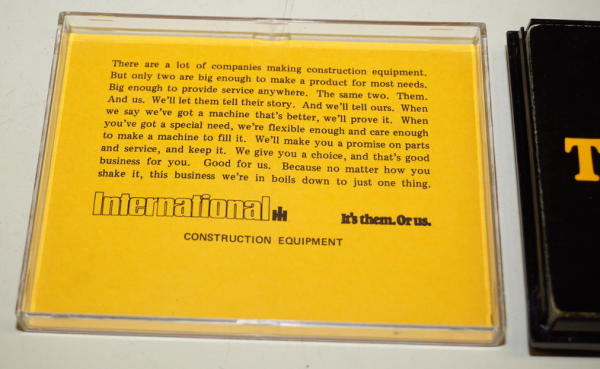 There are a lot of companies making construction equipment.
But only two are big enough to make a product for most needs.
Big enough to provide service anywhere. The same two. Them.
And us. We'll let them tell their story. And we'll tell ours. When
we say we've got a machine that's better, we'll prove it. When
you've got a special need, we're flexible enough and care enough
to make a machine to fill it. We'll make you a promise on parts
and service, and keep it. We give you a choice, and that's good
business for you. Good for us. Because no matter how you
shake it, this business we're in boils down to just one thing.
International IH
It's them. Or us.
CONSTRUCTION EQUIPMENT
T